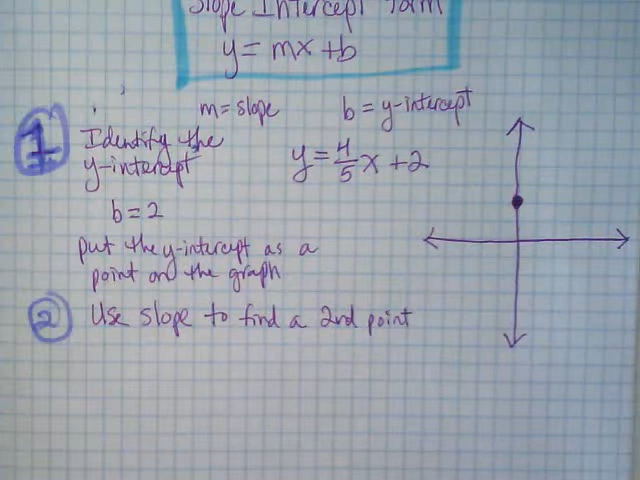 Slope Intercept Form
y = mx + b
m = slope b = y-intercept
1 Identify the
y-intercept
y = 4/5 x + 2
b = 2
put the y-intercept as a
point on the graph
2 Use slope to find a 2nd point